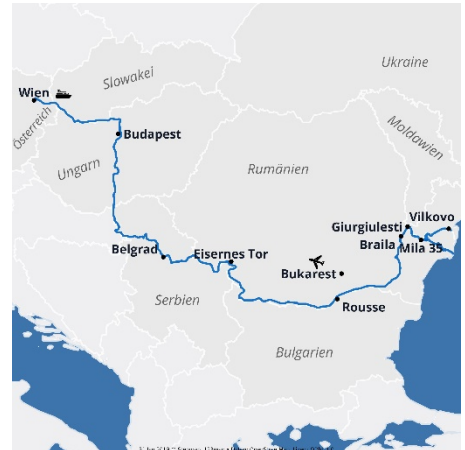 Slowakei
Ukraine
Wien
Österreich
Budapest
Moldawien
Ungarn
Rumänien
Vilkovo
Giurgiulesti
Braila
Mila 35
Belgrad
Eisernes Tor
Bukarest
Rousse
Serbien
Bulgarien